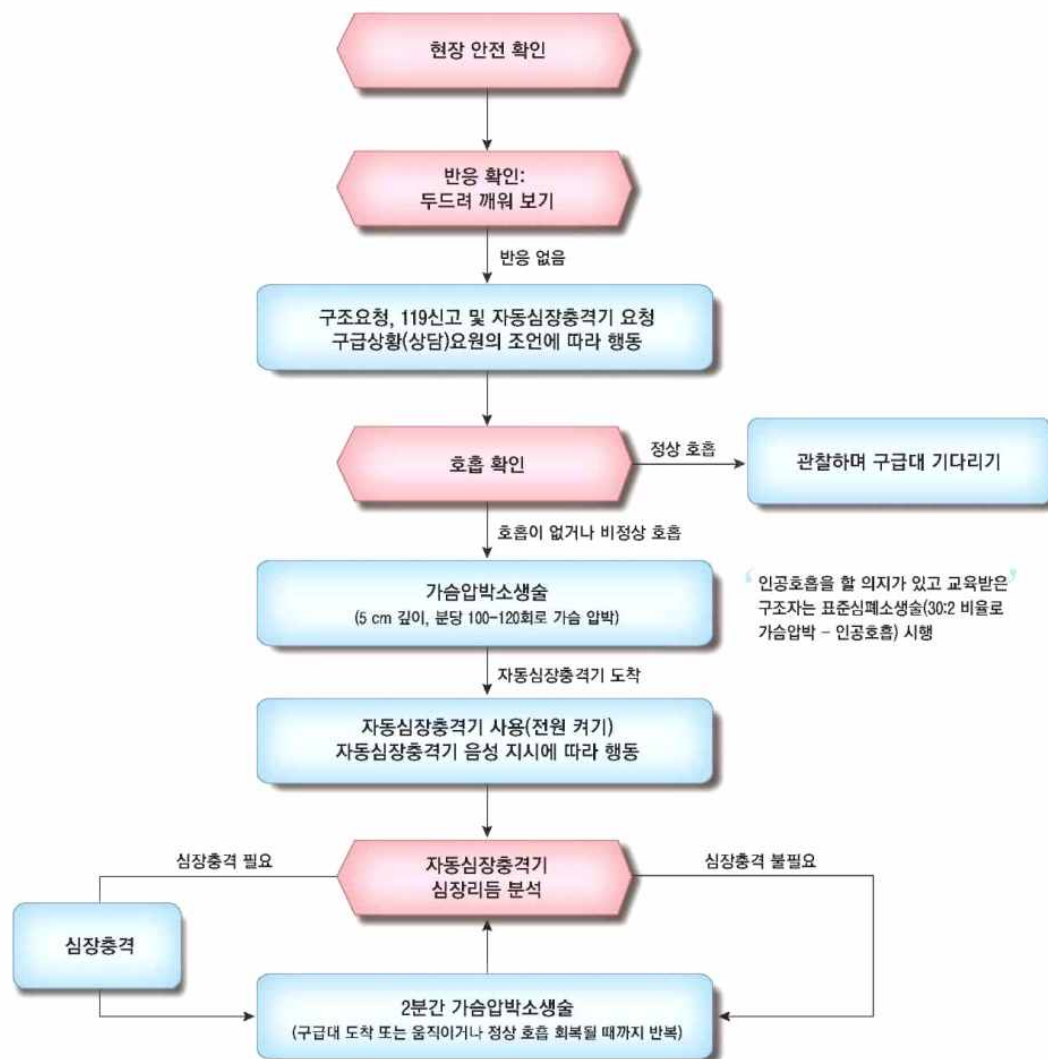 현장 안전 확인
반응 확인:
두드려 깨워 보기
반응 없음
구조요청, 119신고 및 자동심장충격기 요청
구급상황(상담)요원의 조언에 따라 행동
호흡 확인
정상 호흡
관찰하며 구급대 기다리기
호흡이 없거나 비정상 호흡
가슴압박소생술
(5 cm 깊이, 분당 100-120회로 가슴 압박)
‘인공호흡을 할 의지가 있고 교육받은’
구조자는 표준심폐소생술(30:2 비율로
가슴압박 – 인공호흡) 시행
자동심장충격기 도착
자동심장충격기 사용(전원 켜기)
자동심장충격기 음성 지시에 따라 행동
심장충격 필요
자동심장충격기
심장리듬 분석
심장충격 불필요
심장충격
2분간 가슴압박소생술
(구급대 도착 또는 움직이거나 정상 호흡 회복될 때까지 반복)